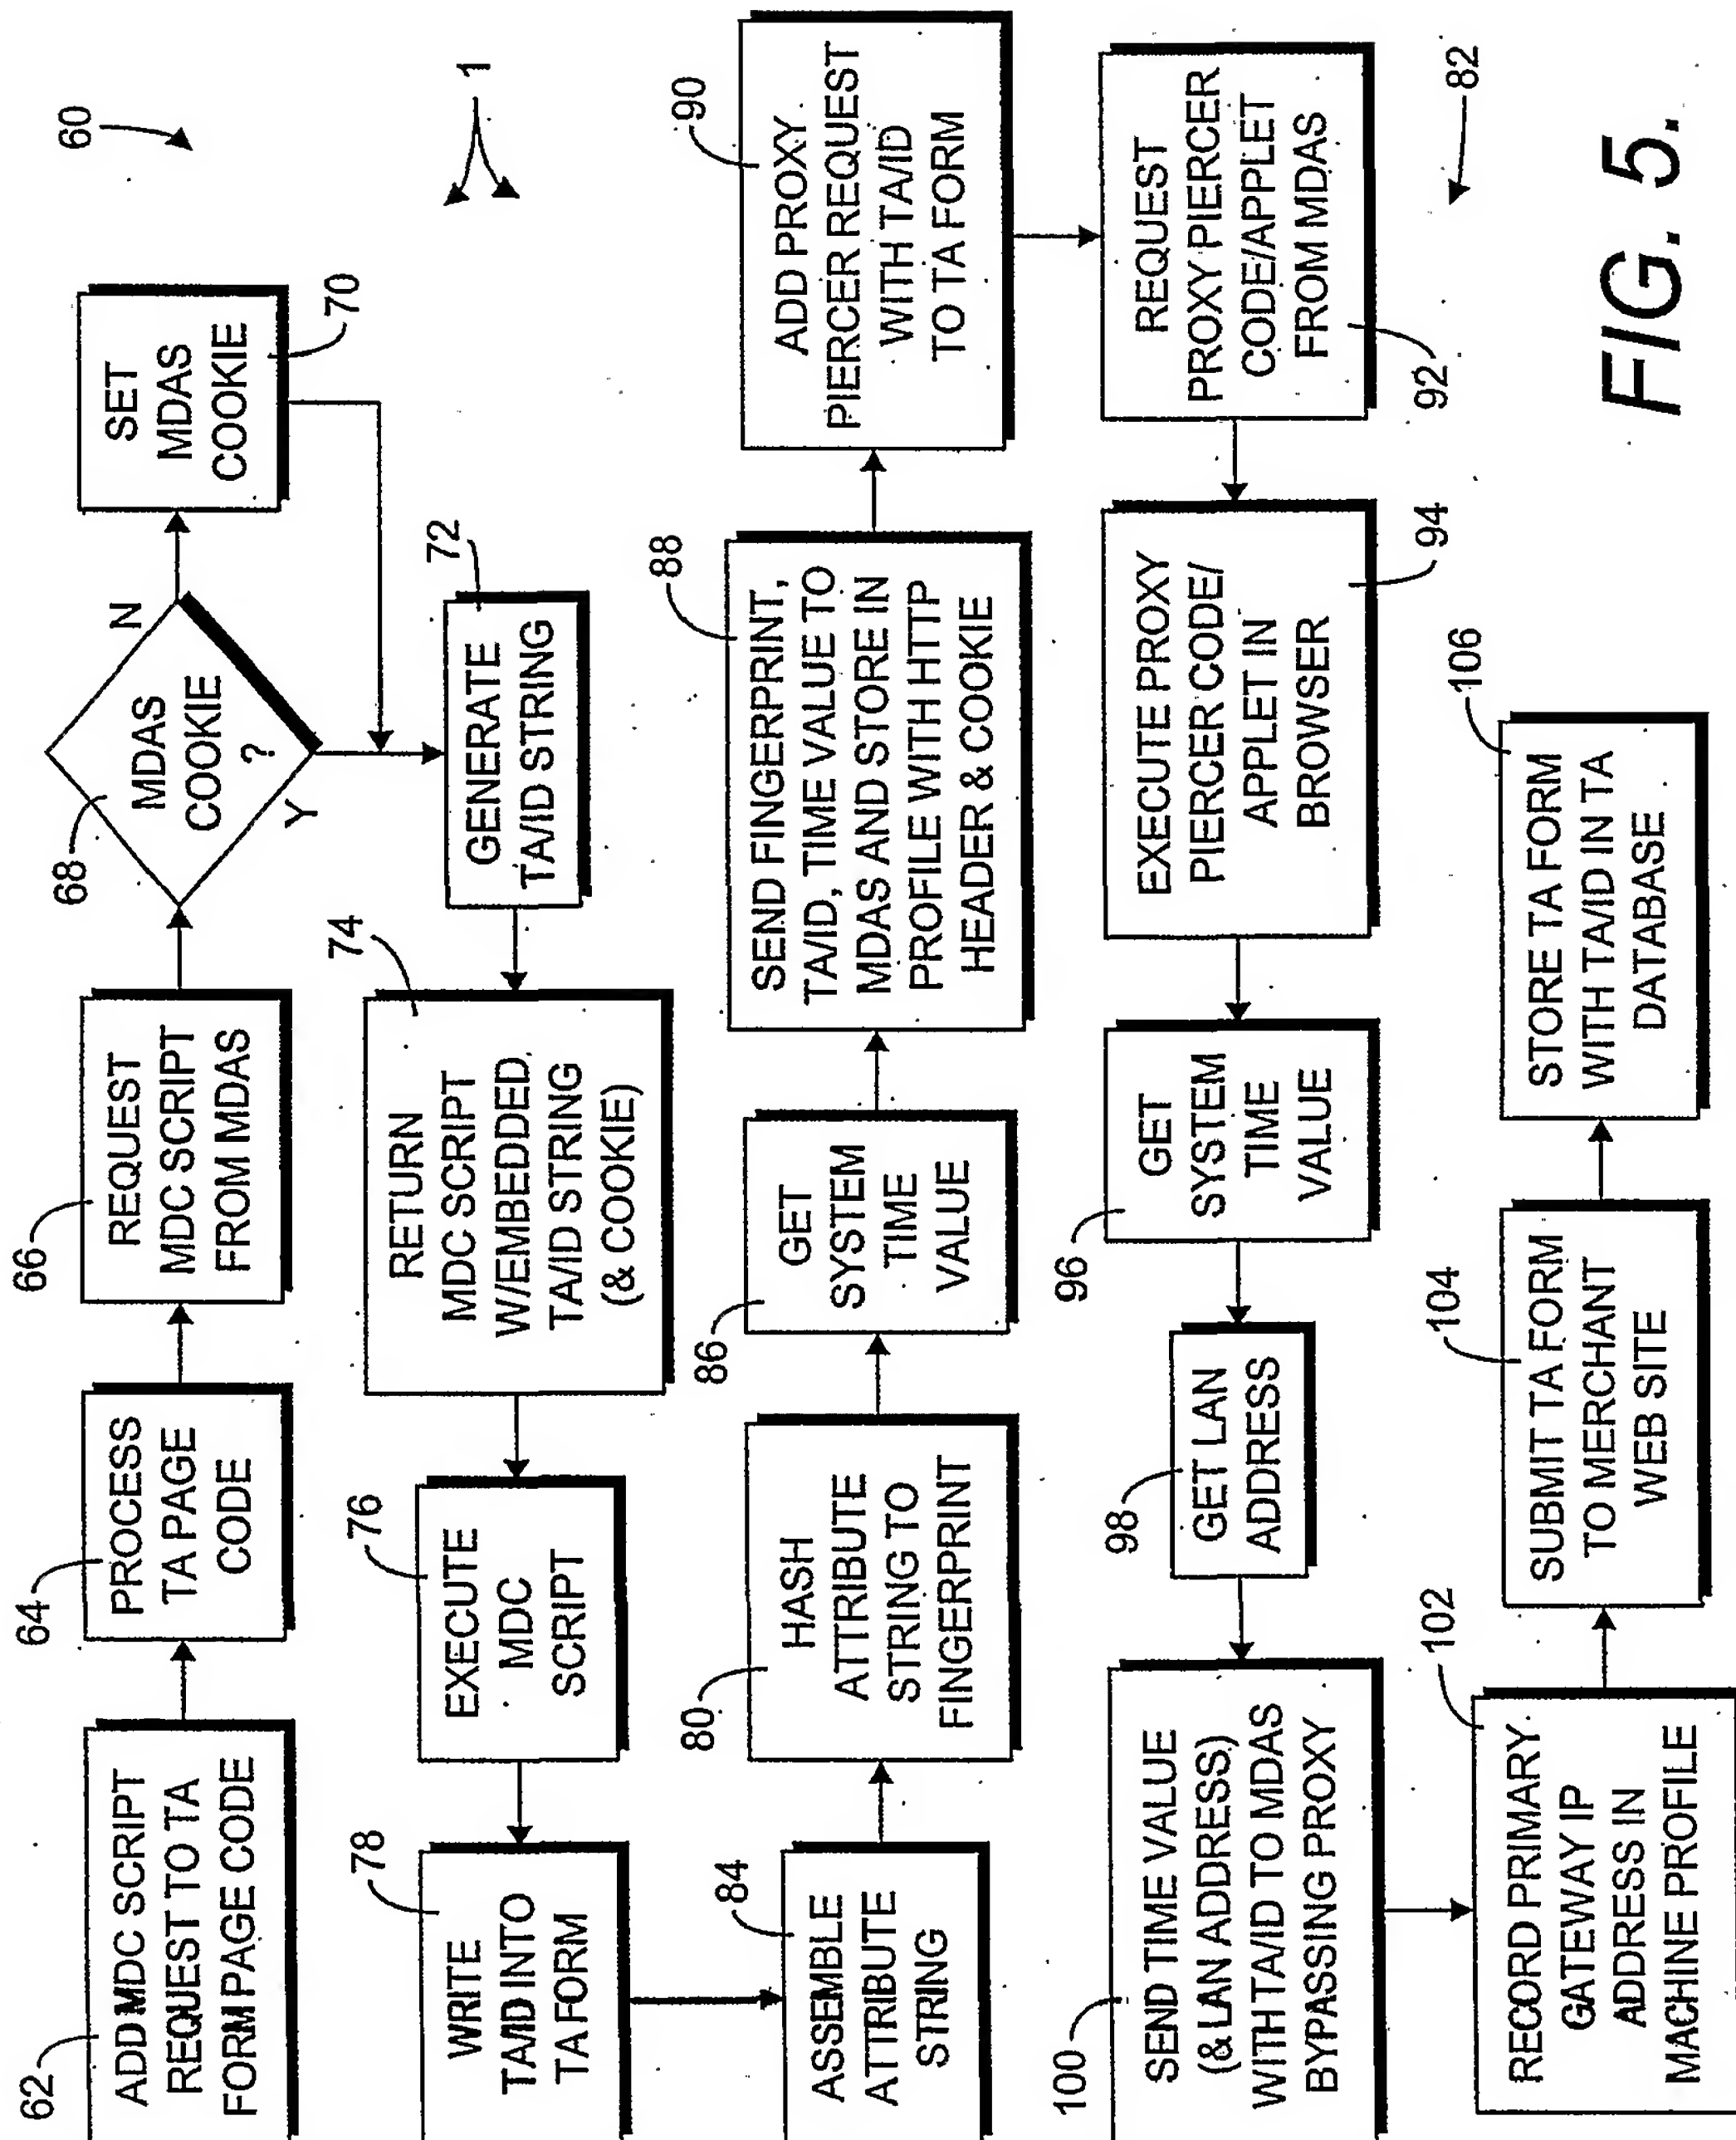 60
1
62
ADD MDC SCRIPT
REQUEST TO TA
FORM PAGE CODE
64
PROCESS
TA PAGE
CODE
66
REQUEST
MDC SCRIPT
FROM MDAS
68
MDAS
COOKIE
?
N
Y
SET
MDAS
COOKIE
70
72
GENERATE
TA/ID STRING
74
RETURN
MDC SCRIPT
W/EMBEDDED
TA/ID STRING
(& COOKIE)
76
EXECUTE
MDC
SCRIPT
78
WRITE
TA/ID INTO
TA FORM
84
ASSEMBLE
ATTRIBUTE
STRING
80
HASH
ATTRIBUTE
STRING TO
FINGERPRINT
86
GET
SYSTEM
TIME
VALUE
88
SEND FINGERPRINT,
TA/ID, TIME VALUE TO
MDAS AND STORE IN
PROFILE WITH HTTP
HEADER & COOKIE
90
ADD PROXY
PIERCER REQUEST
WITH TA/ID
TO TA FORM
REQUEST
PROXY PIERCER
CODE/APPLET
FROM MDAS
92
82
EXECUTE PROXY
PIERCER CODE/
APPLET IN
BROWSER
94
GET
SYSTEM
TIME
VALUE
96
GET LAN
ADDRESS
98
100
SEND TIME VALUE
(& LAN ADDRESS)
WITH TA/ID TO MDAS
BYPASSING PROXY
102
RECORD PRIMARY
GATEWAY IP
ADDRESS IN
MACHINE PROFILE
104
SUBMIT TA FORM
TO MERCHANT
WEB SITE
106
STORE TA FORM
WITH TA/ID IN TA
DATABASE
FIG. 5.